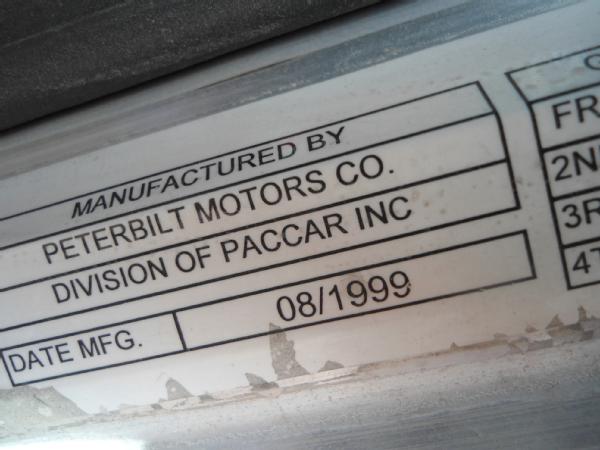 MANUFACTURED BY
PETERBILT MOTORS CO.
DIVISION OF PACCAR INC
DATE MFG. 08/1999
G
FR
2N
3R
4T